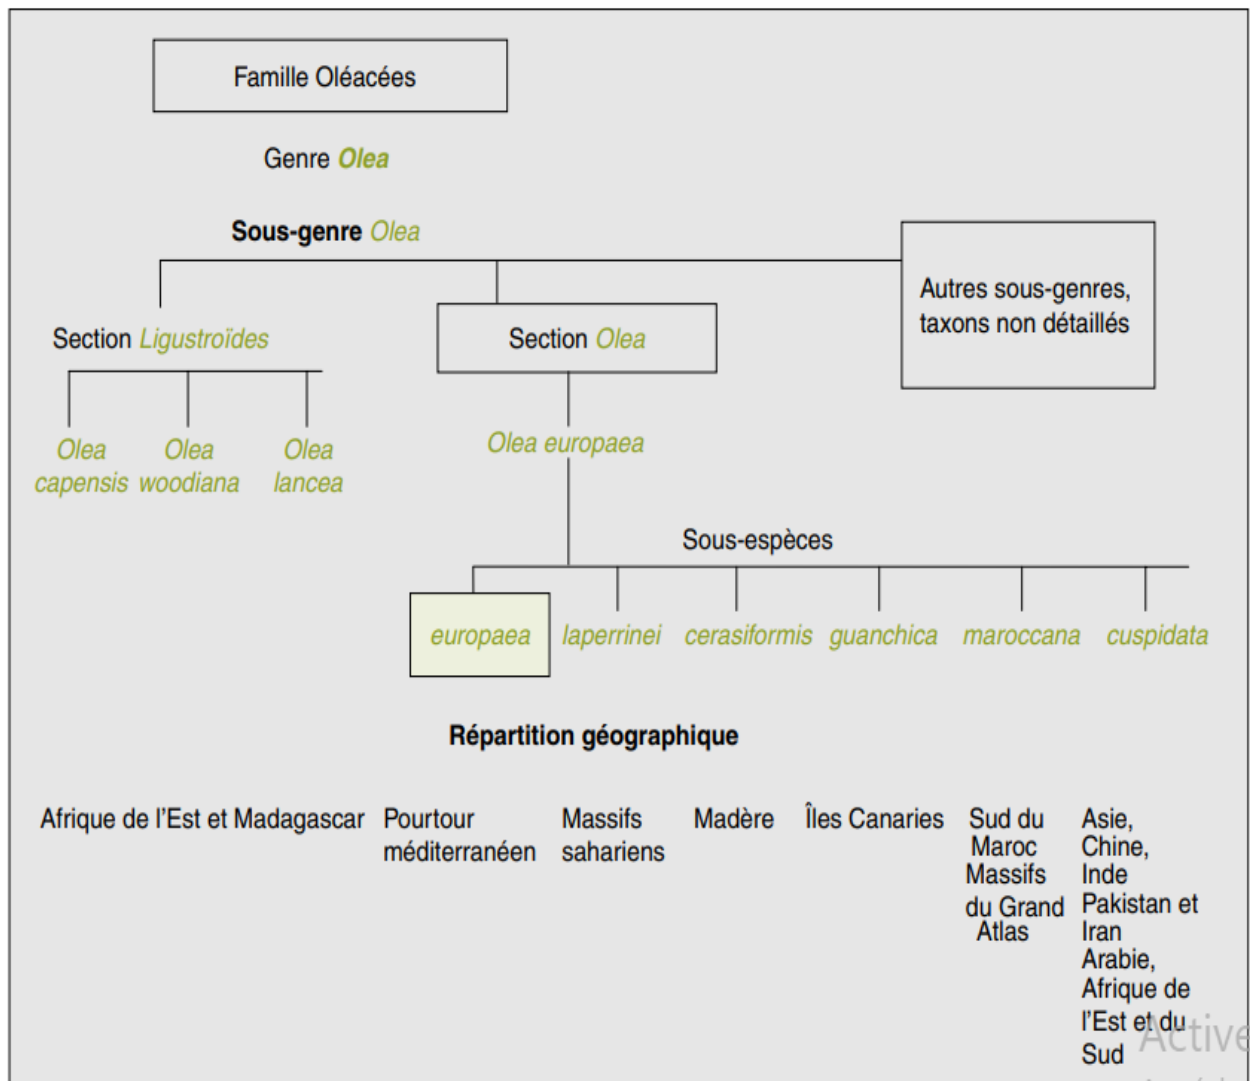 Famille Oléacées
Genre Olea
Sous-genre Olea
Autres sous-genres,
taxons non détaillés
Section Ligustroïdes
Section Olea
Olea capensis
Olea woodiana
Olea lancea
Olea europaea
Sous-espèces
europaea
laperrinei
cerasiformis
guanchica
maroccana
cuspidata
Répartition géographique
Afrique de l'Est et Madagascar
Pourtour
méditerranéen
Massifs
sahariens
Madère
Îles Canaries
Sud du
Maroc
Massifs
du Grand
Atlas
Asie,
Chine,
Inde
Pakistan et
Iran
Arabie,
Afrique de
l'Est et du
Sud
Active